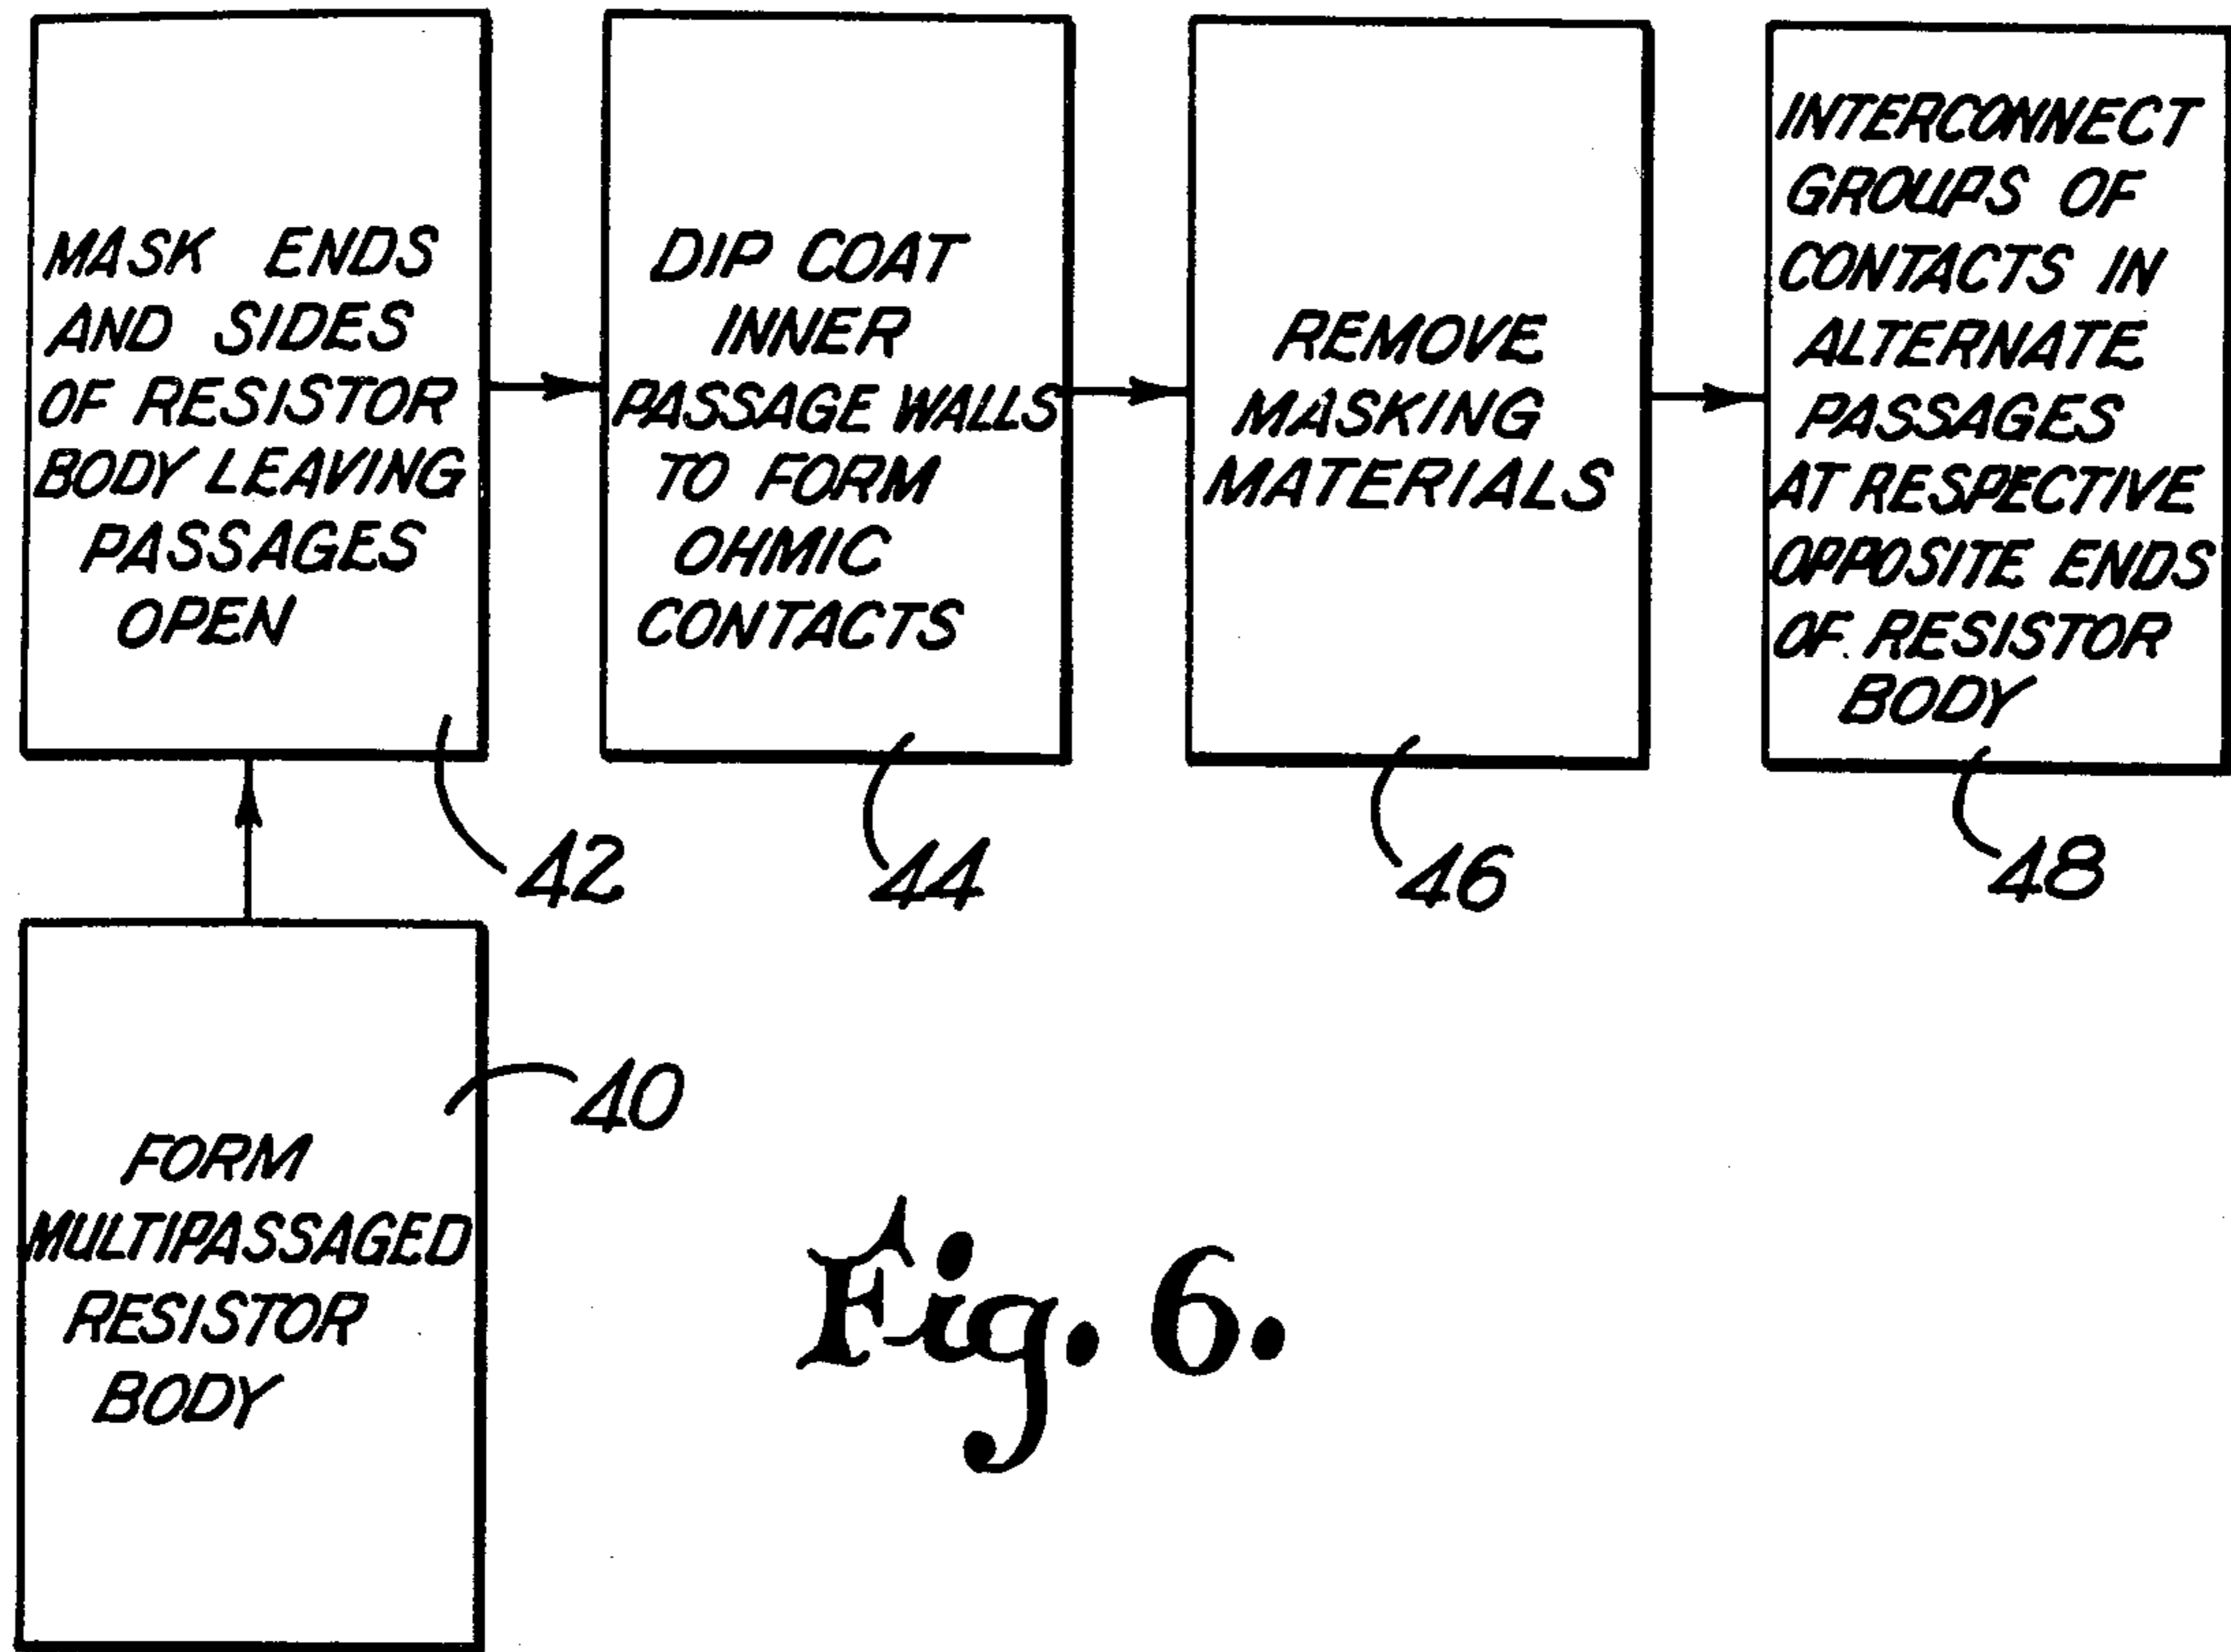 MASK ENDS
AND SIDES
OF RESISTOR
BODY LEAVING
PASSAGES
OPEN
42
DIP COAT
INNER
PASSAGE WALLS
TO FORM
OHMIC
CONTACTS
44
REMOVE
MASKING
MATERIALS
46
INTERCONNECT
GROUPS OF
CONTACTS IN
ALTERNATE
PASSAGES
AT RESPECTIVE
OPPOSITE ENDS
OF RESISTOR
BODY
48
FORM
MULTIPASSAGED
RESISTOR
BODY
40
Fig. 6.